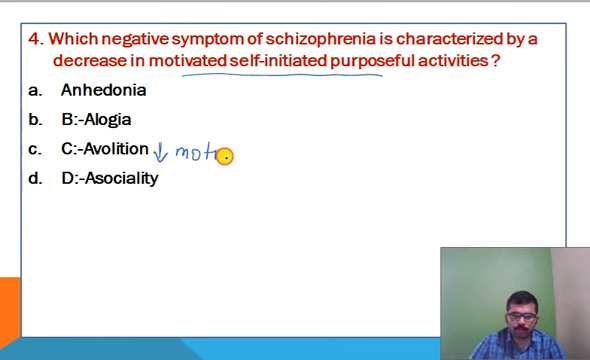 4. Which negative symptom of schizophrenia is characterized by a
decrease in motivated self-initiated purposeful activities ?
a. Anhedonia
b. B:-Alogia
c. C:-Avolition ↓ mot
d. D:-Asociality